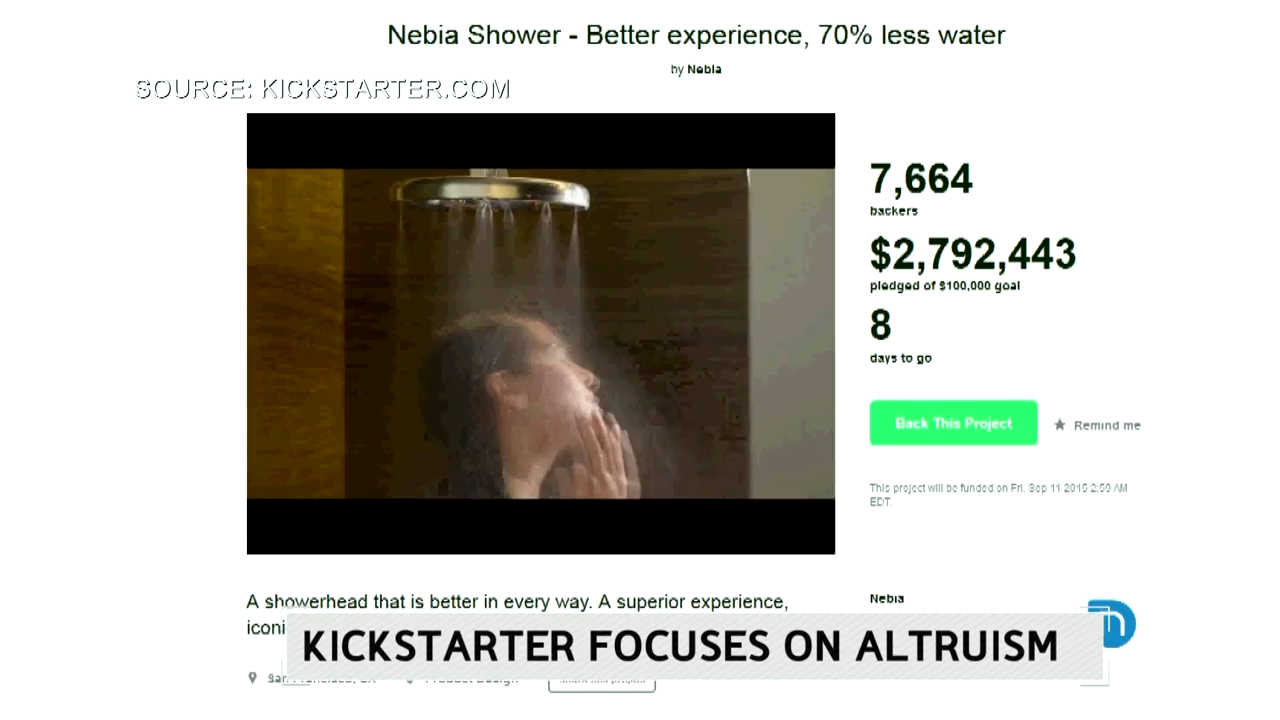 Nebia Shower - Better experience, 70% less water
by Nebia
SOURCE: KICKSTARTER.COM
7,664
backers
$2,792,443
pledged of $100,000 goal
8
days to go
Back This Project
Remind me
This project will be funded on Fri, Sep 11 2015 2:59 AM
EDT.
A showerhead that is better in every way. A superior experience,
Nebia
KICKSTARTER FOCUSES ON ALTRUISM